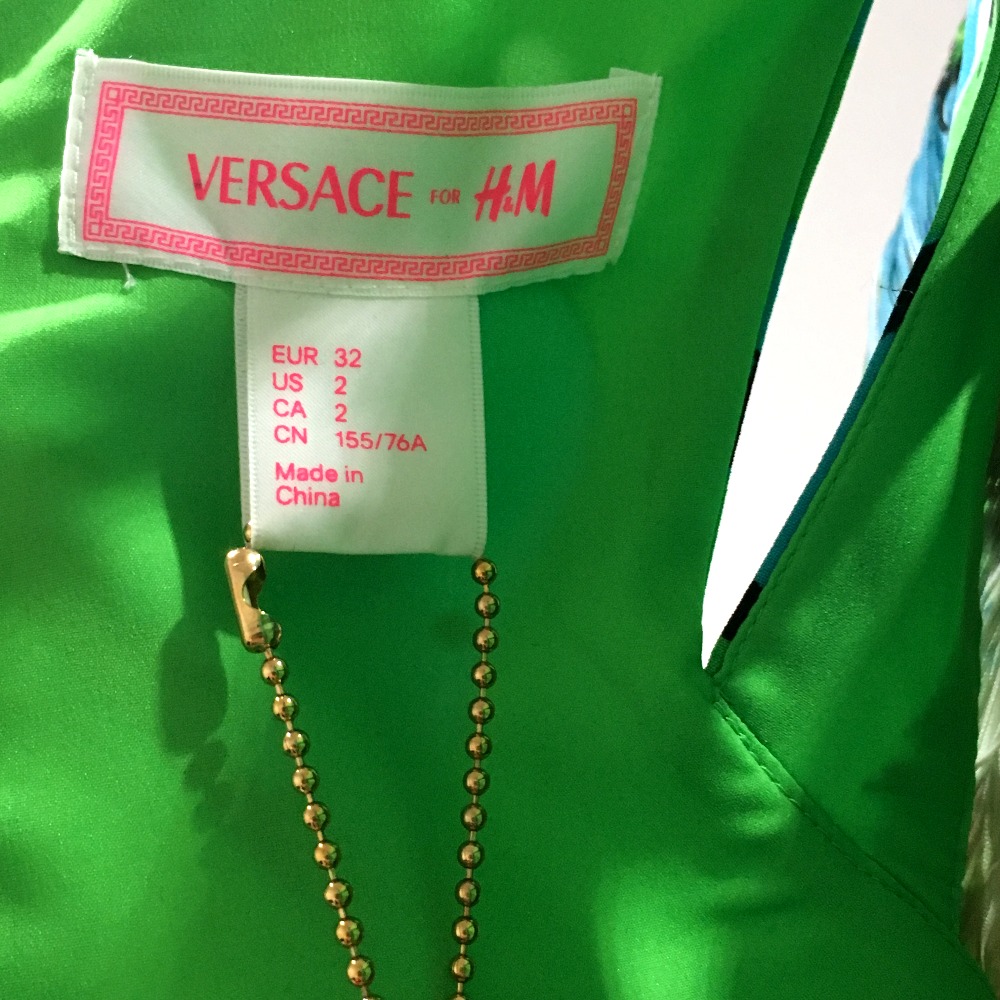 VERSACE FOR H&M
EUR 32
US 2
CA 2
CN 155/76A
Made in
China